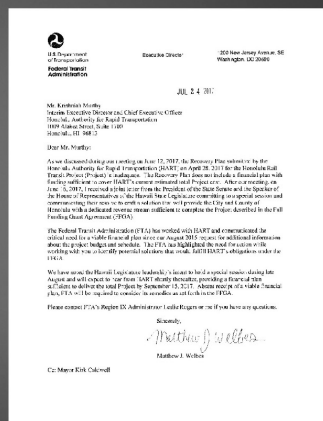 U.S. Department
of Transportation
Federal Transit
Administration
Executive Director
1200 New Jersey Avenue, SE
Washington, DC 20590
JUL 24 2017
Mr. Krishniah Murthy
Interim Executive Director and Chief Executive Officer
Honolulu Authority for Rapid Transportation
1099 Alakea Street, Suite 1700
Honolulu, HI 96813
Dear Mr. Murthy:
As we discussed during our meeting on June 12, 2017, the Recovery Plan submitted by the
Honolulu Authority for Rapid Transportation (HART) on April 28, 2017 for the Honolulu Rail
Transit Project (Project) is inadequate. The Recovery Plan does not include a financial plan with
funding sufficient to cover HART's current estimated total Project cost. After our meeting, on
June 16, 2017, I received a joint letter from the President of the State Senate and the Speaker of
the House of Representatives of the Hawaii State Legislature committing to a special session and
communicating their resolve to craft a solution that will provide the City and County of
Honolulu with a dedicated revenue stream sufficient to complete the Project described in the Full
Funding Grant Agreement (FFGA).
The Federal Transit Administration (FTA) has worked with HART and communicated the
critical need for a viable financial plan since our August 2015 request for additional information
about the project budget and schedule. The FTA has highlighted the need for action while
working with you to identify potential solutions that would fulfill HART's obligations under the
FFGA.
We have noted the Hawaii Legislature leadership's intent to hold a special session during late
August and will expect to hear from HART shortly thereafter, providing a financial plan
sufficient to deliver the total Project by September 15, 2017. Absent receipt of a viable financial
plan, FTA will be required to consider its remedies as set forth in the FFGA.
Please contact FTA's Region IX Administrator Leslie Rogers or me if you have any questions.
Sincerely,
Matthew J Welbes
Matthew J. Welbes
Cc: Mayor Kirk Caldwell